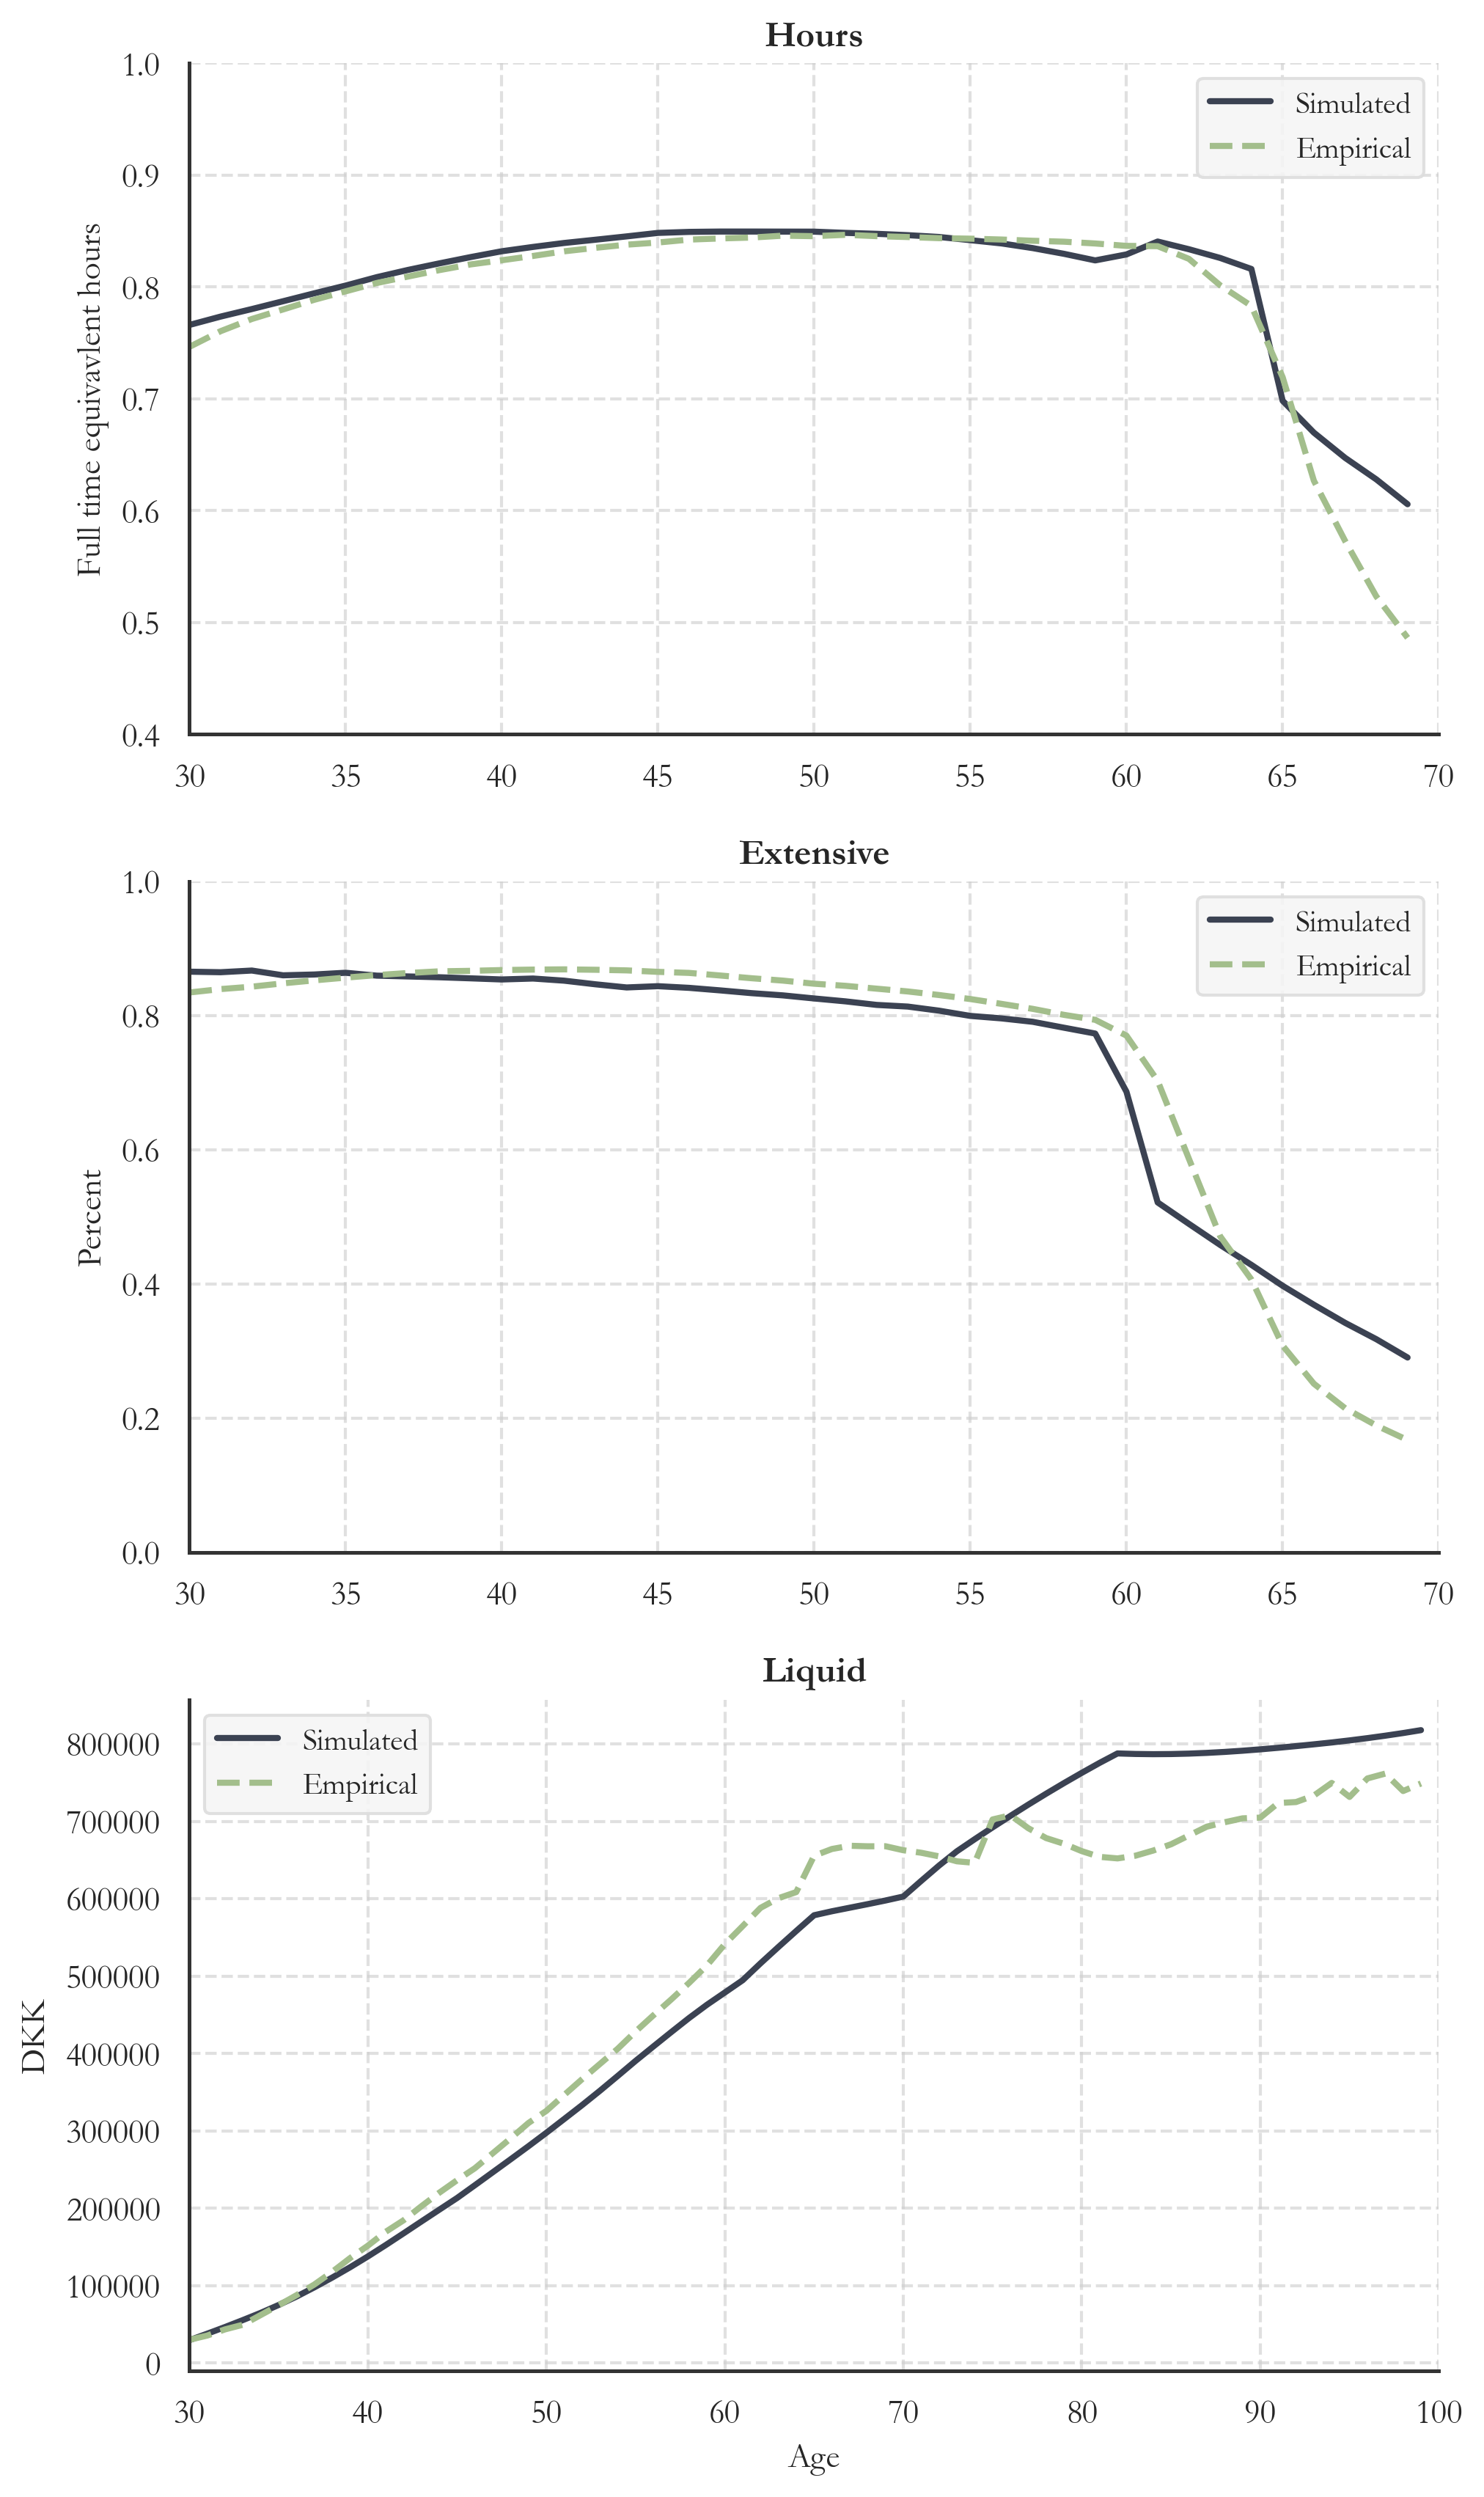 Hours
1.0
0.9
0.8
0.7
0.6
0.5
0.4
Full time equivavlent hours
Simulated
Empirical
30 35 40 45 50 55 60 65 70
Extensive
1.0
0.8
0.6
0.4
0.2
0.0
Percent
Simulated
Empirical
30 35 40 45 50 55 60 65 70
Liquid
800000
700000
600000
500000
400000
300000
200000
100000
0
DKK
Simulated
Empirical
30 40 50 60 70 80 90 100
Age